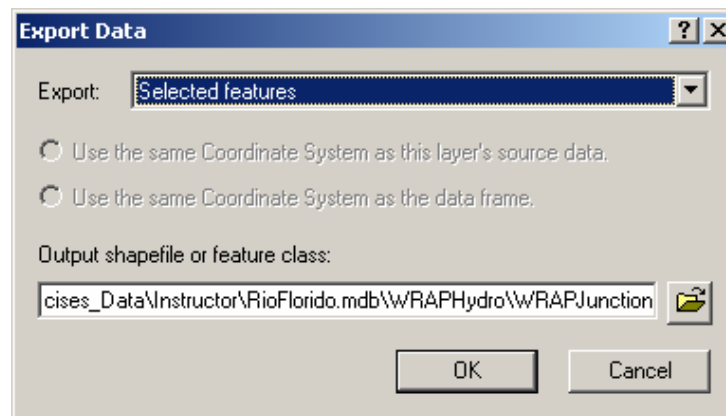 Export Data
Export: Selected features
Use the same Coordinate System as this layer's source data.
Use the same Coordinate System as the data frame.
Output shapefile or feature class:
cises_Data\Instructor\RioFlorido.mdb\WRAPHydro\WRAPJunction
OK Cancel